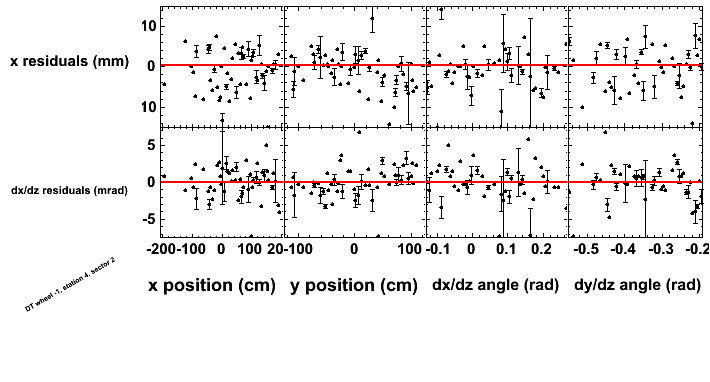 10
x residuals (mm)
0
10
5
dx/dz residuals (mrad)
0
-5
-200 -100 0 100 20 -100 0 100 -0.1 0 0.1 0.2 -0.5 -0.4 -0.3 -0.2
x position (cm) y position (cm) dx/dz angle (rad) dy/dz angle (rad)
DT wheel -1, station 4, sector 2